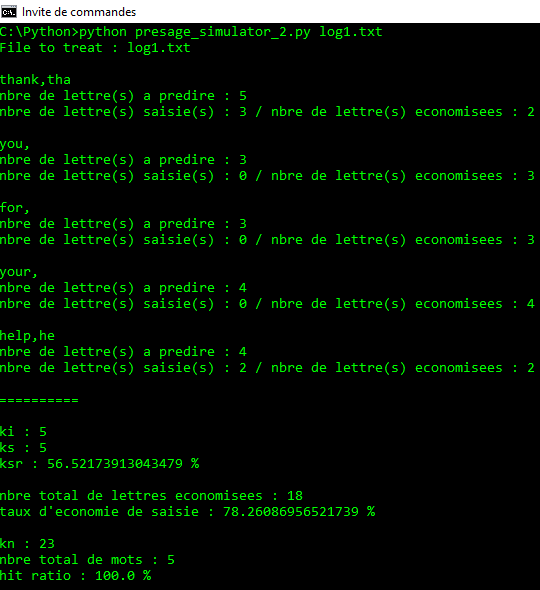 Invite de commandes
C:\Python>python presage_simulator_2.py log1.txt
File to treat : log1.txt
thank,tha
nbre de lettre(s) a predire : 5
nbre de lettre(s) saisie(s) : 3 / nbre de lettre(s) economisees : 2
you,
nbre de lettre(s) a predire : 3
nbre de lettre(s) saisie(s) : 0 / nbre de lettre(s) economisees : 3
for,
nbre de lettre(s) a predire : 3
nbre de lettre(s) saisie(s) : 0 / nbre de lettre(s) economisees : 3
your,
nbre de lettre(s) a predire : 4
nbre de lettre(s) saisie(s) : 0 / nbre de lettre(s) economisees : 4
help,he
nbre de lettre(s) a predire : 4
nbre de lettre(s) saisie(s) : 2 / nbre de lettre(s) economisees : 2
==========
ki : 5
ks : 5
ksr : 56.52173913043479 %
nbre total de lettres economisees : 18
taux d'economie de saisie : 78.26086956521739 %
kn : 23
nbre total de mots : 5
hit ratio : 100.0 %